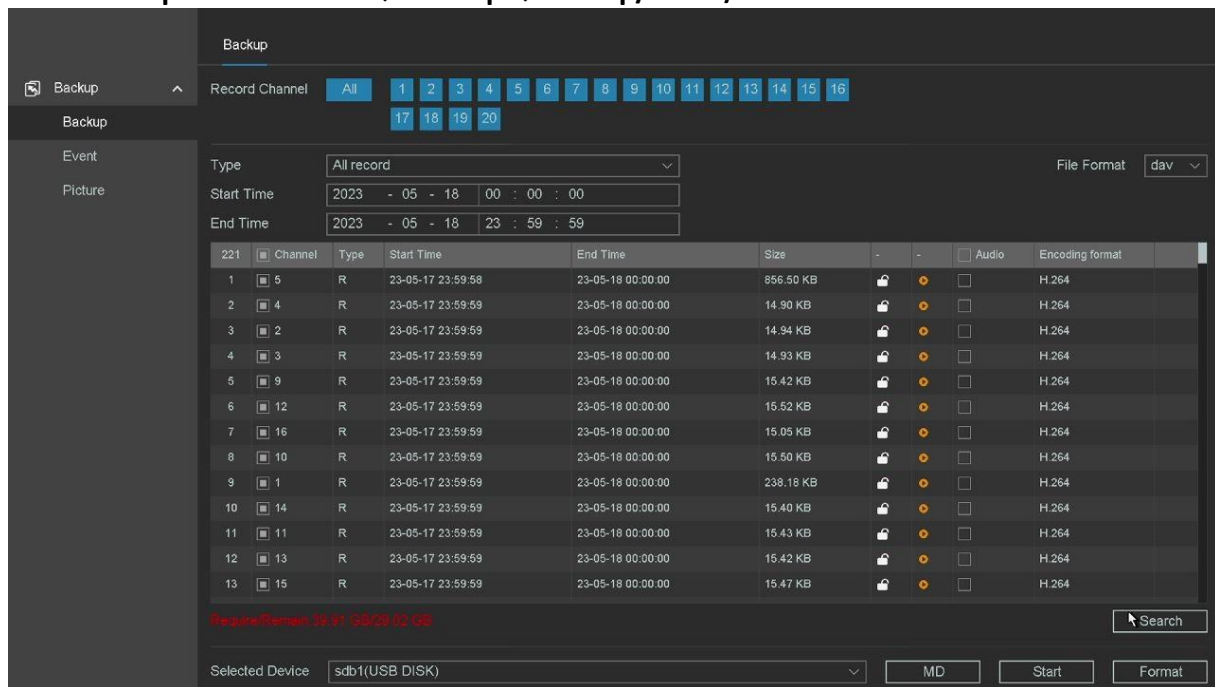 Backup
Backup
Record Channel All 1 2 3 4 5 6 7 8 9 10 11 12 13 14 15 16
17 18 19 20
Backup
Event
Picture
Type All record File Format dav
Start Time 2023 - 05 - 18 00 : 00 : 00
End Time 2023 - 05 - 18 23 : 59 : 59
221 Channel Type Start Time End Time Size - - Audio Encoding format
1 5 R 23-05-17 23:59:58 23-05-18 00:00:00 856.50 KB H.264
2 4 R 23-05-17 23:59:59 23-05-18 00:00:00 14.90 KB H.264
3 2 R 23-05-17 23:59:59 23-05-18 00:00:00 14.94 KB H.264
4 3 R 23-05-17 23:59:59 23-05-18 00:00:00 14.93 KB H.264
5 9 R 23-05-17 23:59:59 23-05-18 00:00:00 15.42 KB H.264
6 12 R 23-05-17 23:59:59 23-05-18 00:00:00 15.52 KB H.264
7 16 R 23-05-17 23:59:59 23-05-18 00:00:00 15.05 KB H.264
8 10 R 23-05-17 23:59:59 23-05-18 00:00:00 15.50 KB H.264
9 1 R 23-05-17 23:59:59 23-05-18 00:00:00 238.18 KB H.264
10 14 R 23-05-17 23:59:59 23-05-18 00:00:00 15.40 KB H.264
11 11 R 23-05-17 23:59:59 23-05-18 00:00:00 15.43 KB H.264
12 13 R 23-05-17 23:59:59 23-05-18 00:00:00 15.42 KB H.264
13 15 R 23-05-17 23:59:59 23-05-18 00:00:00 15.47 KB H.264
Require/Remain 39.91 GB/29.02 GB Search
Selected Device sdb1(USB DISK) MD Start Format